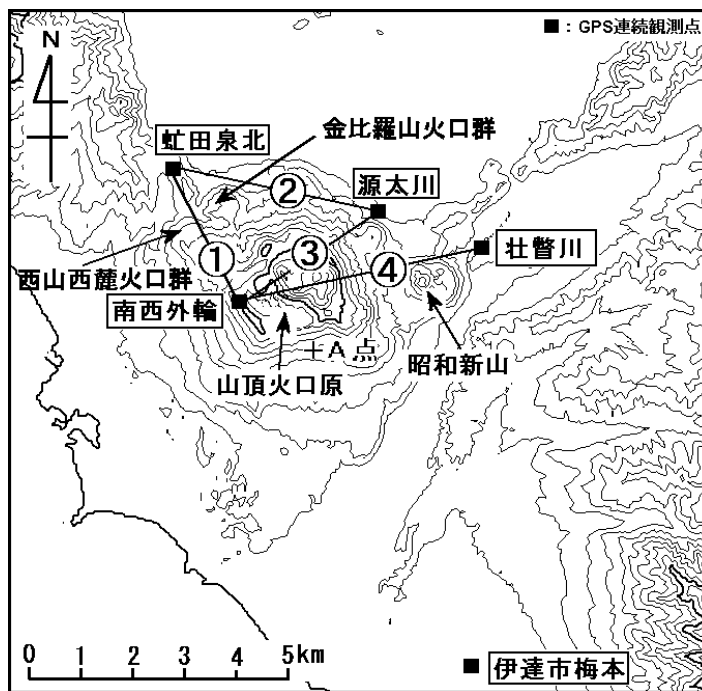 ■：GPS連続観測点
N
金比羅山火口群
虻田泉北
②
源太川
①
③
壮瞥川
④
西山西麓火口群
南西外輪
+A点
昭和新山
山頂火口原
0 1 2 3 4 5km
■ 伊達市梅本